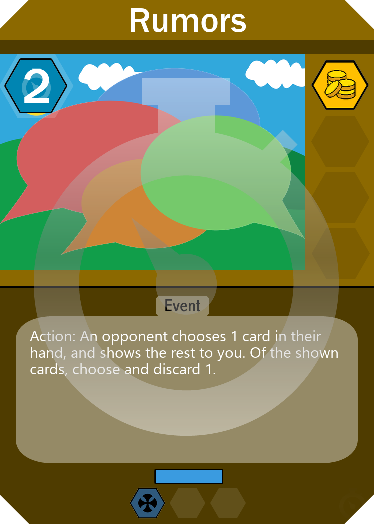 Rumors
2
Event
Action: An opponent chooses 1 card in their
hand, and shows the rest to you. Of the shown
cards, choose and discard 1.